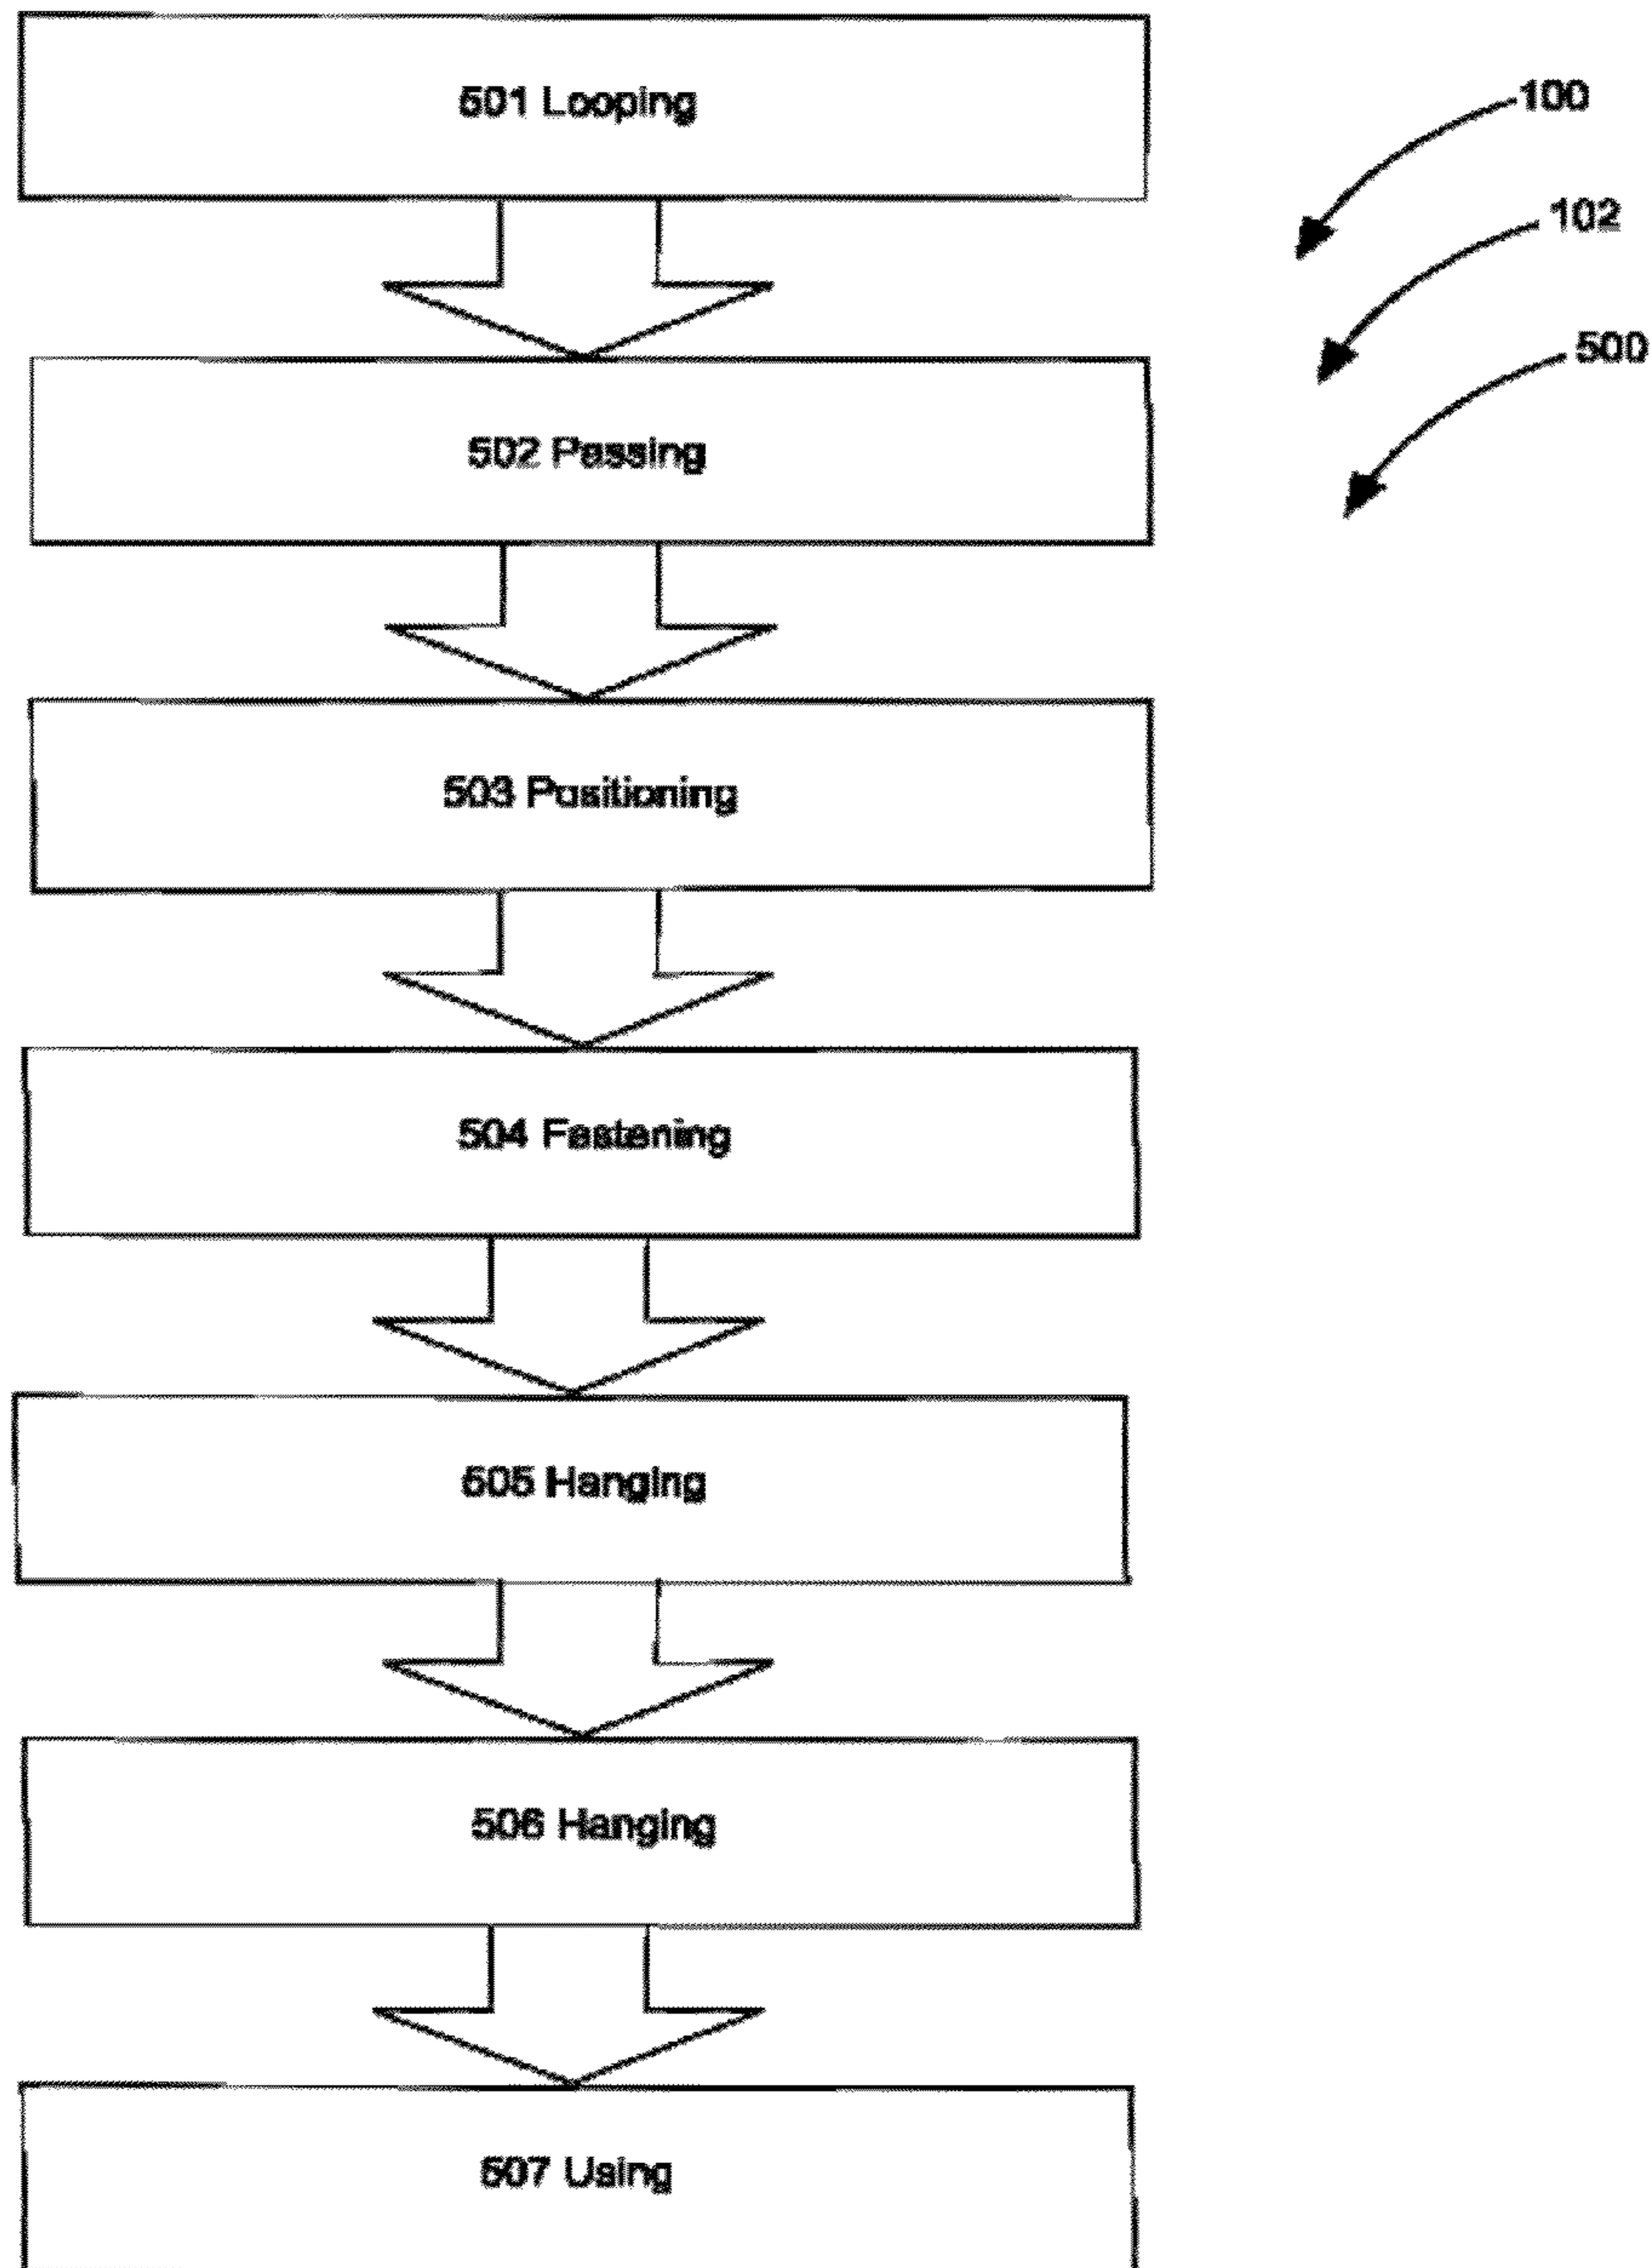 501 Looping
100
102
500
502 Passing
503 Positioning
504 Fastening
505 Hanging
506 Hanging
507 Using